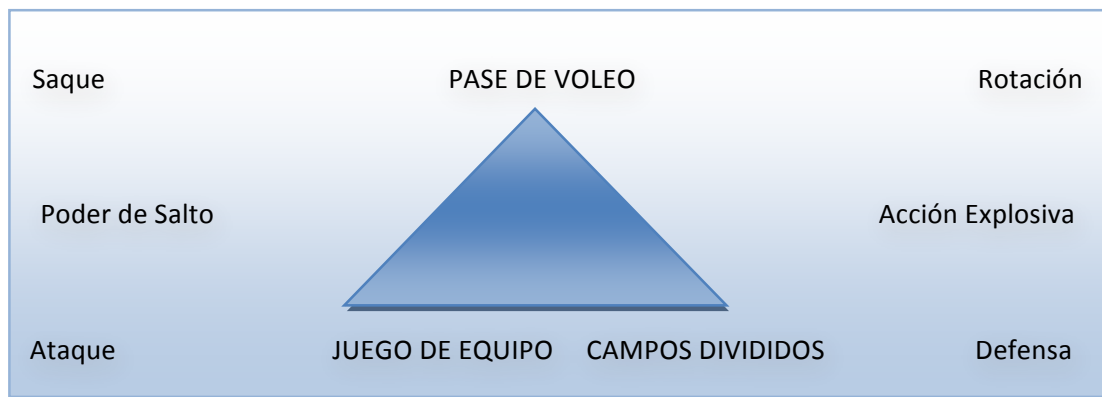 Saque PASE DE VOLEO Rotación
Poder de Salto Acción Explosiva
Ataque JUEGO DE EQUIPO CAMPOS DIVIDIDOS Defensa